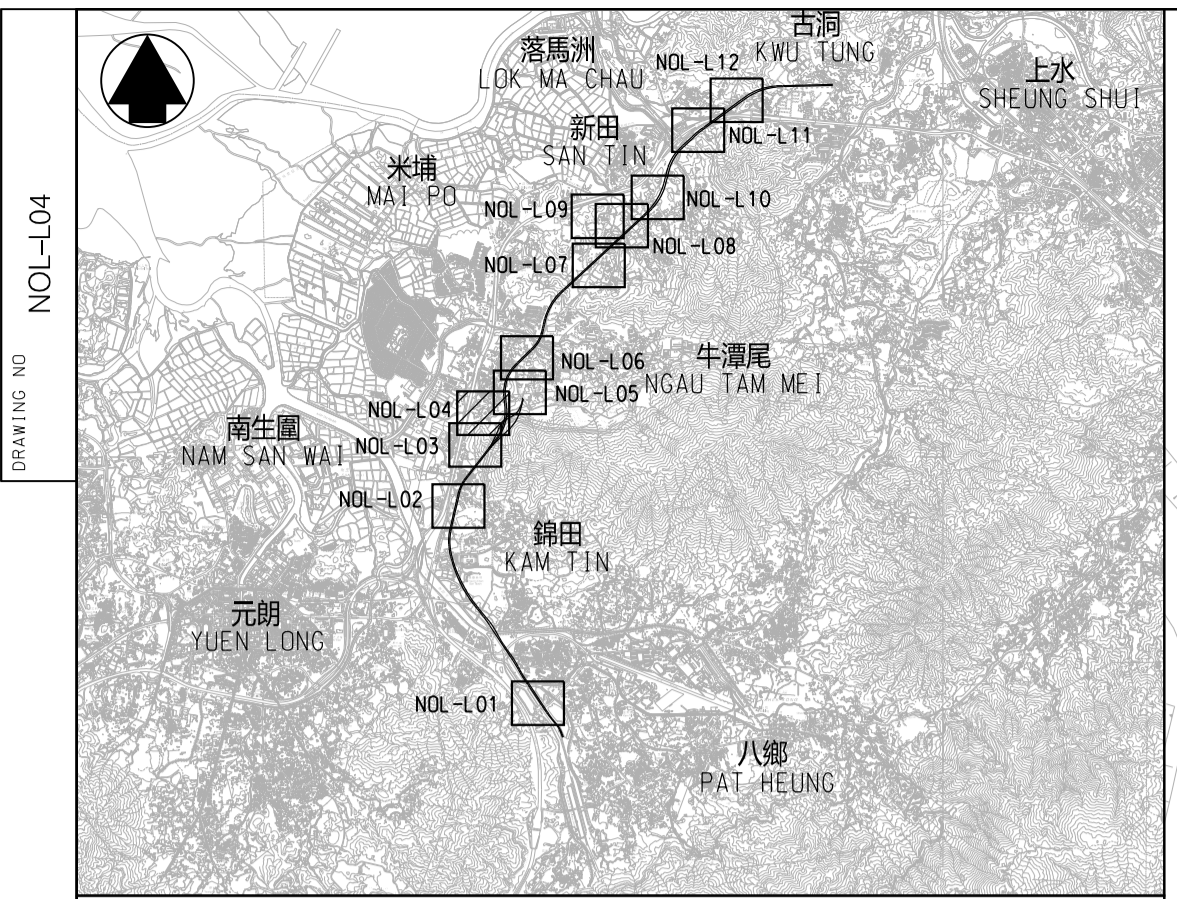 DRAWING NO
NOL-L04
古洞
KWU TUNG
落馬洲
LOK MA CHAU
NOL-L12
上水
SHEUNG SHUI
新田
SAN TIN
NOL-L11
米埔
MAI PO
NOL-L10
NOL-L09
NOL-L08
NOL-L07
NOL-L06
牛潭尾
NGAU TAM MEI
NOL-L05
NOL-L04
南生圍
NAM SAN WAI
NOL-L03
NOL-L02
錦田
KAM TIN
元朗
YUEN LONG
NOL-L01
八鄉
PAT HEUNG